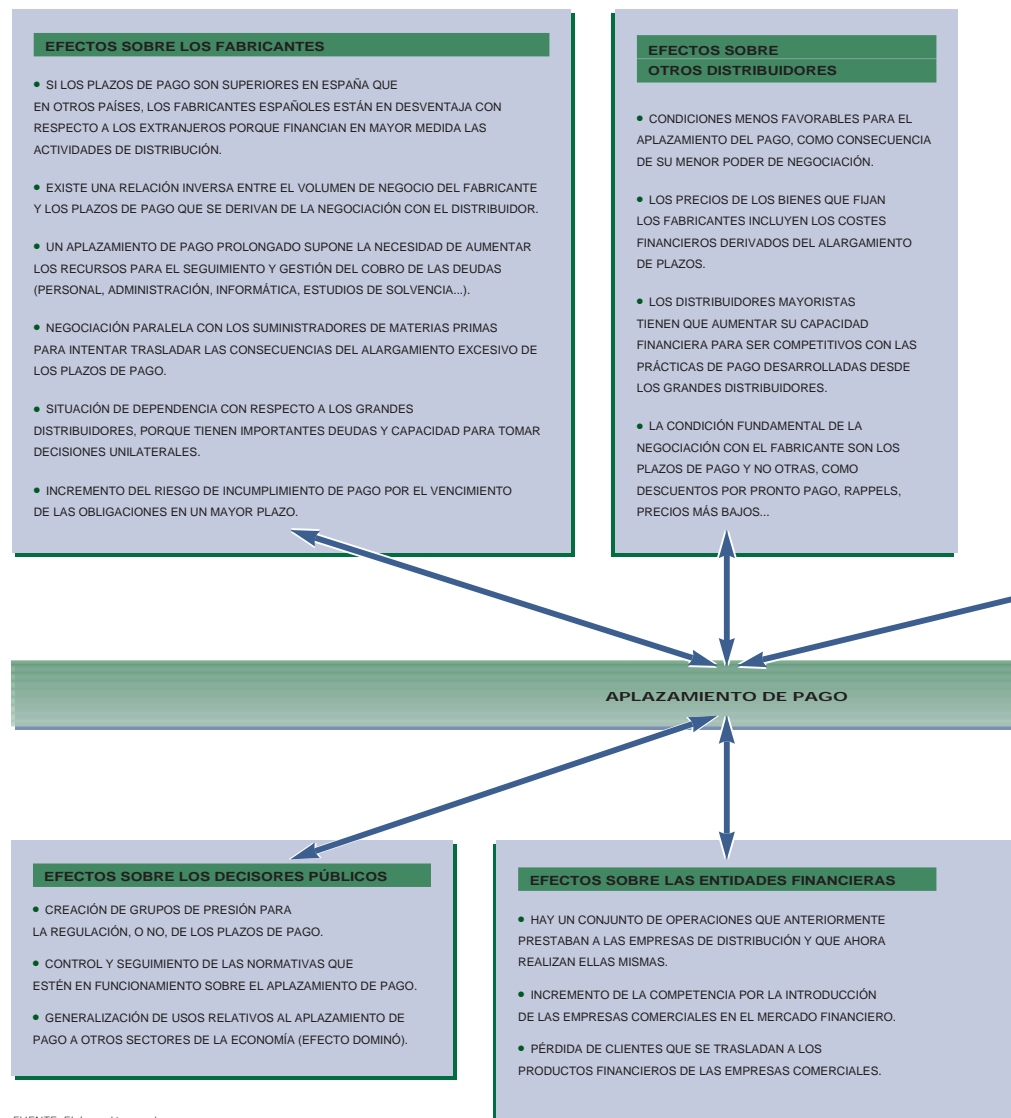 EFECTOS SOBRE LOS FABRICANTES
• SI LOS PLAZOS DE PAGO SON SUPERIORES EN ESPAÑA QUE
EN OTROS PAÍSES, LOS FABRICANTES ESPAÑOLES ESTÁN EN DESVENTAJA CON
RESPECTO A LOS EXTRANJEROS PORQUE FINANCIAN EN MAYOR MEDIDA LAS
ACTIVIDADES DE DISTRIBUCIÓN.
• EXISTE UNA RELACIÓN INVERSA ENTRE EL VOLUMEN DE NEGOCIO DEL FABRICANTE
Y LOS PLAZOS DE PAGO QUE SE DERIVAN DE LA NEGOCIACIÓN CON EL DISTRIBUIDOR.
• UN APLAZAMIENTO DE PAGO PROLONGADO SUPONE LA NECESIDAD DE AUMENTAR
LOS RECURSOS PARA EL SEGUIMIENTO Y GESTIÓN DEL COBRO DE LAS DEUDAS
(PERSONAL, ADMINISTRACIÓN, INFORMÁTICA, ESTUDIOS DE SOLVENCIA...).
• NEGOCIACIÓN PARALELA CON LOS SUMINISTRADORES DE MATERIAS PRIMAS
PARA INTENTAR TRASLADAR LAS CONSECUENCIAS DEL ALARGAMIENTO EXCESIVO DE
LOS PLAZOS DE PAGO.
• SITUACIÓN DE DEPENDENCIA CON RESPECTO A LOS GRANDES
DISTRIBUIDORES, PORQUE TIENEN IMPORTANTES DEUDAS Y CAPACIDAD PARA TOMAR
DECISIONES UNILATERALES.
• INCREMENTO DEL RIESGO DE INCUMPLIMIENTO DE PAGO POR EL VENCIMIENTO
DE LAS OBLIGACIONES EN UN MAYOR PLAZO.
EFECTOS SOBRE
OTROS DISTRIBUIDORES
• CONDICIONES MENOS FAVORABLES PARA EL
APLAZAMIENTO DEL PAGO, COMO CONSECUENCIA
DE SU MENOR PODER DE NEGOCIACIÓN.
• LOS PRECIOS DE LOS BIENES QUE FIJAN
LOS FABRICANTES INCLUYEN LOS COSTES
FINANCIEROS DERIVADOS DEL ALARGAMIENTO
DE PLAZOS.
• LOS DISTRIBUIDORES MAYORISTAS
TIENEN QUE AUMENTAR SU CAPACIDAD
FINANCIERA PARA SER COMPETITIVOS CON LAS
PRÁCTICAS DE PAGO DESARROLLADAS DESDE
LOS GRANDES DISTRIBUIDORES.
• LA CONDICIÓN FUNDAMENTAL DE LA
NEGOCIACIÓN CON EL FABRICANTE SON LOS
PLAZOS DE PAGO Y NO OTRAS, COMO
DESCUENTOS POR PRONTO PAGO, RAPPELS,
PRECIOS MÁS BAJOS...
APLAZAMIENTO DE PAGO
EFECTOS SOBRE LOS DECISORES PÚBLICOS
• CREACIÓN DE GRUPOS DE PRESIÓN PARA
LA REGULACIÓN, O NO, DE LOS PLAZOS DE PAGO.
• CONTROL Y SEGUIMIENTO DE LAS NORMATIVAS QUE
ESTÉN EN FUNCIONAMIENTO SOBRE EL APLAZAMIENTO DE PAGO.
• GENERALIZACIÓN DE USOS RELATIVOS AL APLAZAMIENTO DE
PAGO A OTROS SECTORES DE LA ECONOMÍA (EFECTO DOMINÓ).
EFECTOS SOBRE LAS ENTIDADES FINANCIERAS
• HAY UN CONJUNTO DE OPERACIONES QUE ANTERIORMENTE
PRESTABAN A LAS EMPRESAS DE DISTRIBUCIÓN Y QUE AHORA
REALIZAN ELLAS MISMAS.
• INCREMENTO DE LA COMPETENCIA POR LA INTRODUCCIÓN
DE LAS EMPRESAS COMERCIALES EN EL MERCADO FINANCIERO.
• PÉRDIDA DE CLIENTES QUE SE TRASLADAN A LOS
PRODUCTOS FINANCIEROS DE LAS EMPRESAS COMERCIALES.